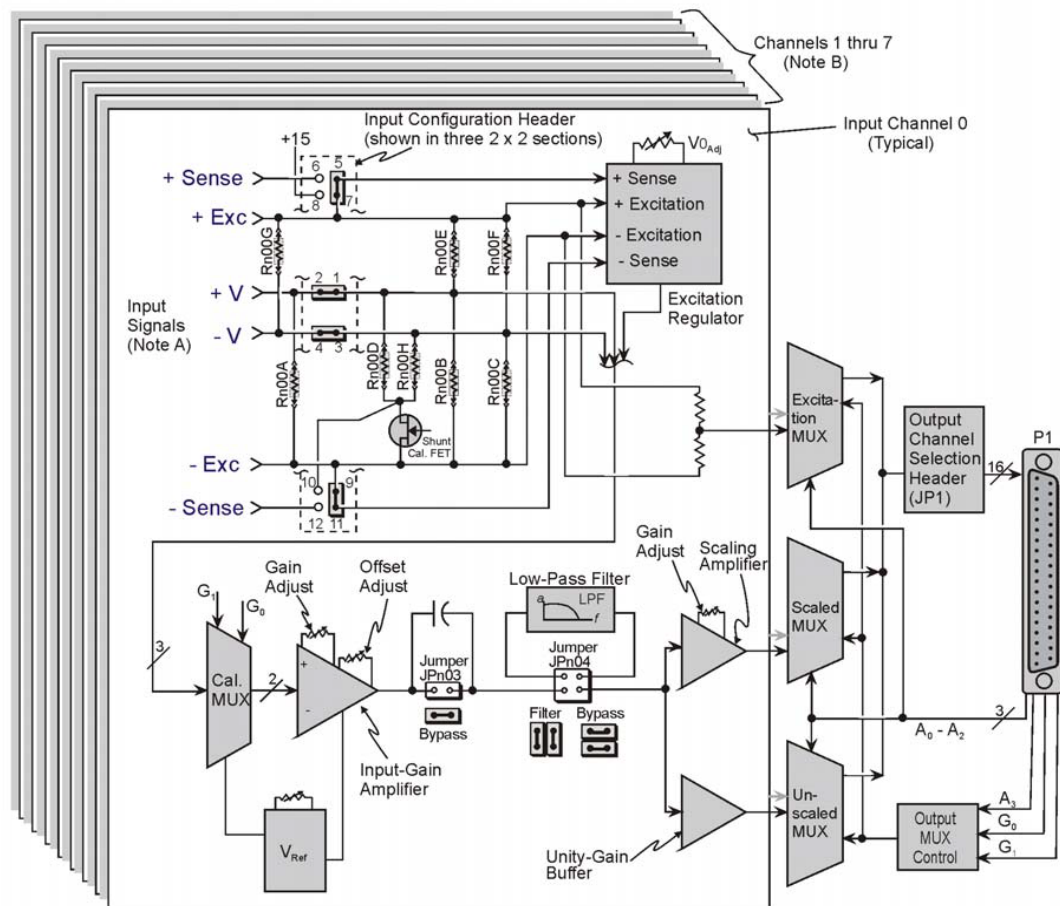 Channels 1 thru 7
(Note B)
Input Configuration Header
(shown in three 2 x 2 sections)
Input Channel 0
(Typical)
+15
6
5
8
7
V0Adj
+ Sense
+ Exc
+ Sense
+ Excitation
- Excitation
- Sense
Rn00G
Rn00E
Rn00F
+ V
2
1
Excitation
Regulator
Input
Signals
(Note A)
- V
4
3
Rn00A
Rn00D
Rn00H
Rn00B
Rn00C
Shunt
Cal. FET
- Exc
10
9
- Sense
12
11
Excita-
tion
MUX
Output
Channel
Selection
Header
(JP1)
16
P1
Gain
Adjust
Offset
Adjust
G1
G0
3
Cal.
MUX
2
+
-
Jumper
JPn03
Bypass
Input-Gain
Amplifier
VRef
Low-Pass Filter
a
LPF
f
Jumper
JPn04
Filter
Bypass
Gain
Adjust
Scaling
Amplifier
Scaled
MUX
3
A0 - A2
Unity-Gain
Buffer
Un-
scaled
MUX
Output
MUX
Control
A3
G0
G1